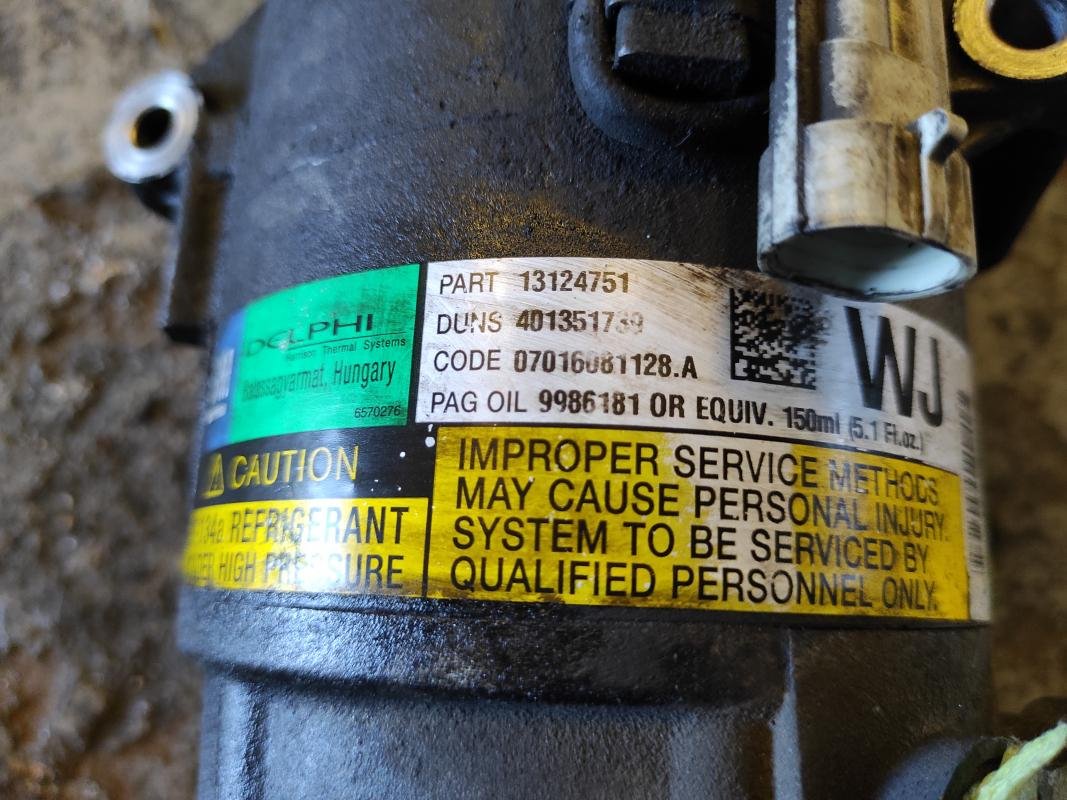 DELPHI
Harrison Thermal Systems
Balassagyarmat, Hungary
6570276
PART 13124751
DUNS 401351739
CODE 07016081128.A
PAG OIL 9986181 OR EQUIV. 150ml (5.1 Fl.oz.)
WJ
CAUTION
134a REFRIGERANT
HIGH PRESSURE
IMPROPER SERVICE METHODS
MAY CAUSE PERSONAL INJURY.
SYSTEM TO BE SERVICED BY
QUALIFIED PERSONNEL ONLY.